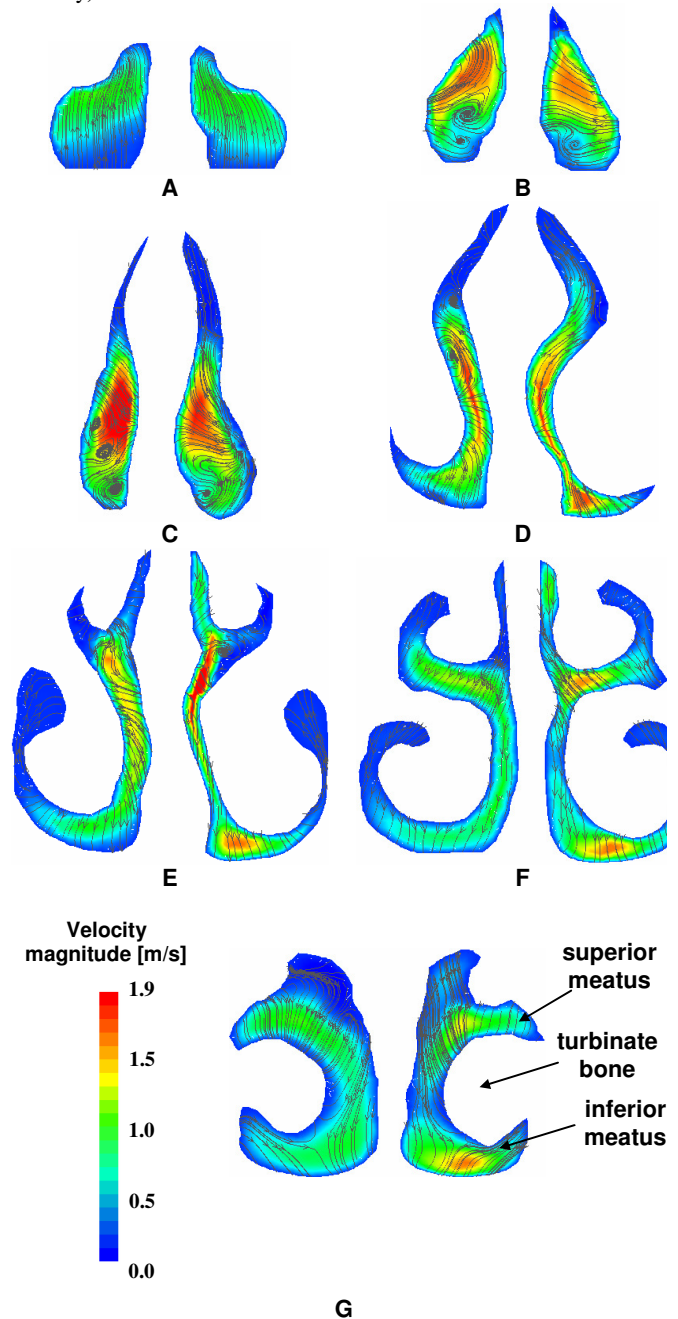 A
B
C
D
E
F
Velocity
magnitude [m/s]
1.9
1.5
1.0
0.5
0.0
superior
meatus
turbinate
bone
inferior
meatus
G